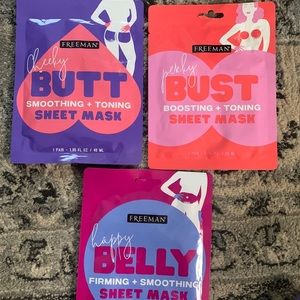 FREEMAN
cheeky
BUTT
SMOOTHING + TONING
SHEET MASK
FREEMAN
perky
BUST
BOOSTING + TONING
SHEET MASK
FREEMAN
happy
BELLY
FIRMING + SMOOTHING
SHEET MASK